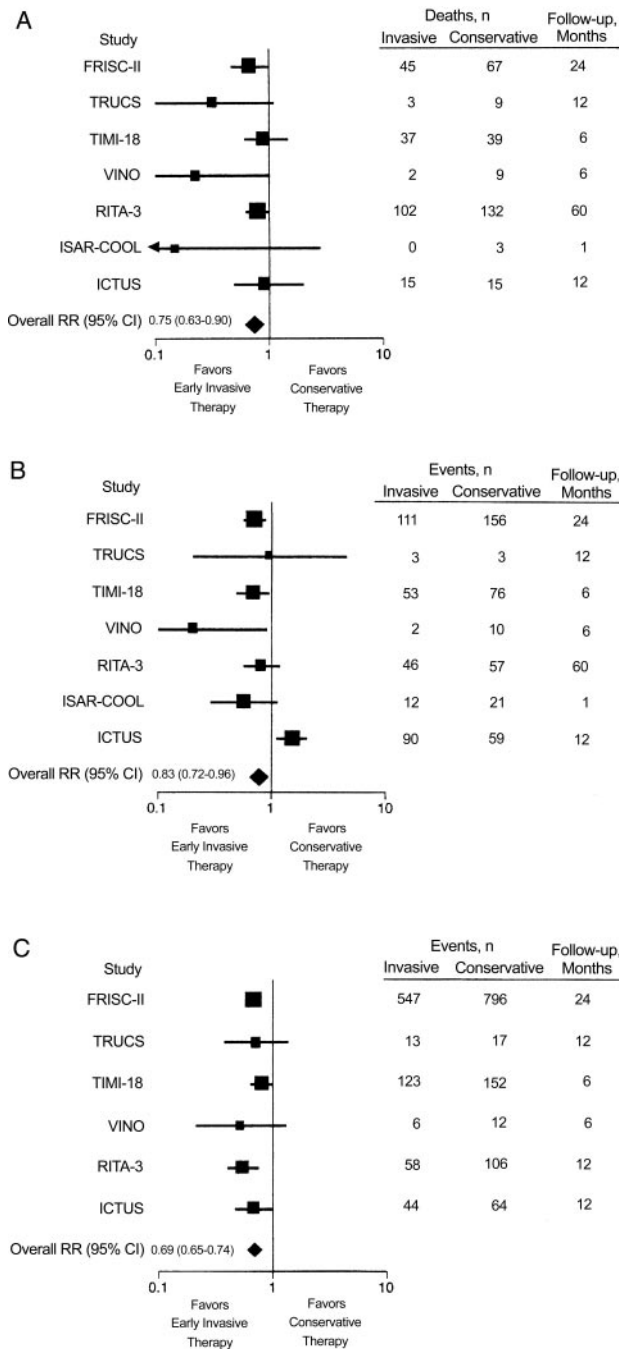 A
Deaths, n Follow-up,
Study Invasive Conservative Months
FRISC-II 45 67 24
TRUCS 3 9 12
TIMI-18 37 39 6
VINO 2 9 6
RITA-3 102 132 60
ISAR-COOL 0 3 1
ICTUS 15 15 12
Overall RR (95% CI) 0.75 (0.63-0.90)
0.1 1 10
Favors Favors
Early Invasive Conservative
Therapy Therapy
B
Events, n Follow-up,
Study Invasive Conservative Months
FRISC-II 111 156 24
TRUCS 3 3 12
TIMI-18 53 76 6
VINO 2 10 6
RITA-3 46 57 60
ISAR-COOL 12 21 1
ICTUS 90 59 12
Overall RR (95% CI) 0.83 (0.72-0.96)
0.1 1 10
Favors Favors
Early Invasive Conservative
Therapy Therapy
C
Events, n Follow-up,
Study Invasive Conservative Months
FRISC-II 547 796 24
TRUCS 13 17 12
TIMI-18 123 152 6
VINO 6 12 6
RITA-3 58 106 12
ICTUS 44 64 12
Overall RR (95% CI) 0.69 (0.65-0.74)
0.1 1 10
Favors Favors
Early Invasive Conservative
Therapy Therapy